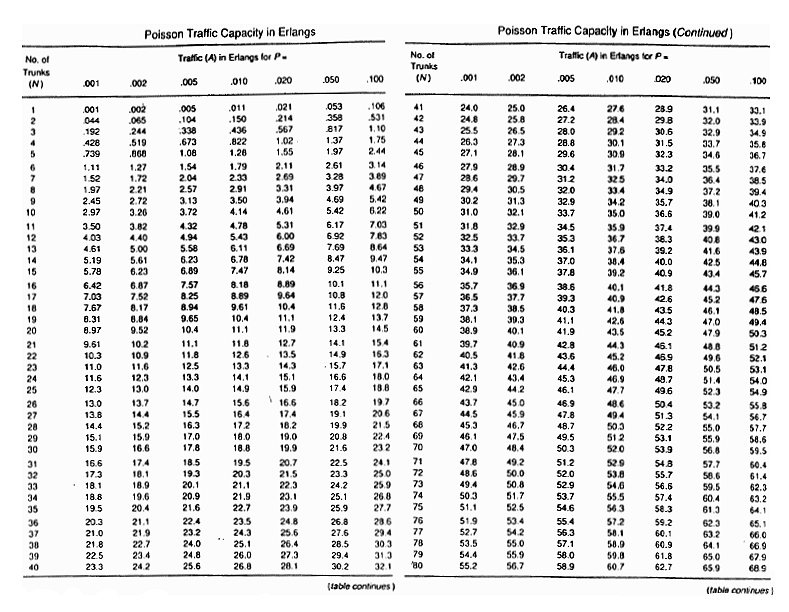 Poisson Traffic Capacity in Erlangs
No. of Trunks (N)
Traffic (A) in Erlangs for P =
.001 .002 .005 .010 .020 .050 .100
1 .001 .002 .005 .011 .021 .053 .106
2 .044 .065 .104 .150 .214 .358 .531
3 .192 .244 .338 .436 .567 .817 1.10
4 .428 .519 .673 .822 1.02 1.37 1.75
5 .739 .868 1.08 1.28 1.55 1.97 2.44
6 1.11 1.27 1.54 1.79 2.11 2.61 3.14
7 1.52 1.72 2.04 2.33 2.69 3.28 3.89
8 1.97 2.21 2.57 2.91 3.31 3.97 4.67
9 2.45 2.72 3.13 3.50 3.94 4.69 5.42
10 2.97 3.26 3.72 4.14 4.61 5.42 6.22
11 3.50 3.82 4.32 4.78 5.31 6.17 7.03
12 4.03 4.40 4.94 5.43 6.00 6.92 7.83
13 4.61 5.00 5.58 6.11 6.69 7.69 8.64
14 5.19 5.61 6.23 6.78 7.42 8.47 9.47
15 5.78 6.23 6.89 7.47 8.14 9.25 10.3
16 6.42 6.87 7.57 8.18 8.89 10.1 11.1
17 7.03 7.52 8.25 8.89 9.64 10.8 12.0
18 7.67 8.17 8.94 9.61 10.4 11.6 12.8
19 8.31 8.84 9.65 10.4 11.1 12.4 13.7
20 8.97 9.52 10.4 11.1 11.9 13.3 14.5
21 9.61 10.2 11.1 11.8 12.7 14.1 15.4
22 10.3 10.9 11.8 12.6 13.5 14.9 16.3
23 11.0 11.6 12.5 13.3 14.3 15.7 17.1
24 11.6 12.3 13.3 14.1 15.1 16.6 18.0
25 12.3 13.0 14.0 14.9 15.9 17.4 18.8
26 13.0 13.7 14.7 15.6 16.6 18.2 19.7
27 13.8 14.4 15.5 16.4 17.4 19.1 20.6
28 14.4 15.2 16.3 17.2 18.2 19.9 21.5
29 15.1 15.9 17.0 18.0 19.0 20.8 22.4
30 15.9 16.6 17.8 18.8 19.9 21.6 23.2
31 16.6 17.4 18.5 19.5 20.7 22.5 24.1
32 17.3 18.1 19.3 20.3 21.5 23.3 25.0
33 18.1 18.9 20.1 21.1 22.3 24.2 25.9
34 18.8 19.6 20.9 21.9 23.1 25.1 26.8
35 19.5 20.4 21.6 22.7 23.9 25.9 27.7
36 20.3 21.1 22.4 23.5 24.8 26.8 28.6
37 21.0 21.9 23.2 24.3 25.6 27.6 29.4
38 21.8 22.7 24.0 25.1 26.4 28.5 30.3
39 22.5 23.4 24.8 26.0 27.3 29.4 31.3
40 23.3 24.2 25.6 26.8 28.1 30.2 32.1
(table continues)
Poisson Traffic Capacity in Erlangs (Continued)
No. of Trunks (N)
Traffic (A) in Erlangs for P =
.001 .002 .005 .010 .020 .050 .100
41 24.0 25.0 26.4 27.6 28.9 31.1 33.1
42 24.8 25.8 27.2 28.4 29.8 32.0 33.9
43 25.5 26.5 28.0 29.2 30.6 32.9 34.9
44 26.3 27.3 28.8 30.1 31.5 33.7 35.8
45 27.1 28.1 29.6 30.9 32.3 34.6 36.7
46 27.9 28.9 30.4 31.7 33.2 35.5 37.6
47 28.6 29.7 31.2 32.5 34.0 36.4 38.5
48 29.4 30.5 32.0 33.4 34.9 37.2 39.4
49 30.2 31.3 32.9 34.2 35.7 38.1 40.3
50 31.0 32.1 33.7 35.0 36.6 39.0 41.2
51 31.8 32.9 34.5 35.9 37.4 39.9 42.1
52 32.5 33.7 35.3 36.7 38.3 40.8 43.0
53 33.3 34.5 36.1 37.6 39.2 41.6 43.9
54 34.1 35.3 37.0 38.4 40.0 42.5 44.8
55 34.9 36.1 37.8 39.2 40.9 43.4 45.7
56 35.7 36.9 38.6 40.1 41.8 44.3 46.6
57 36.5 37.7 39.3 40.9 42.6 45.2 47.6
58 37.3 38.5 40.3 41.8 43.5 46.1 48.5
59 38.1 39.3 41.1 42.6 44.3 47.0 49.4
60 38.9 40.1 41.9 43.5 45.2 47.9 50.3
61 39.7 40.9 42.8 44.3 46.1 48.8 51.2
62 40.5 41.8 43.6 45.2 46.9 49.6 52.1
63 41.3 42.6 44.4 46.0 47.8 50.5 53.1
64 42.1 43.4 45.3 46.9 48.7 51.4 54.0
65 42.9 44.2 46.1 47.7 49.6 52.3 54.9
66 43.7 45.0 46.9 48.6 50.4 53.2 55.8
67 44.5 45.9 47.8 49.4 51.3 54.1 56.7
68 45.3 46.7 48.7 50.3 52.2 55.0 57.7
69 46.1 47.5 49.5 51.2 53.1 55.9 58.6
70 47.0 48.4 50.3 52.0 53.9 56.8 59.5
71 47.8 49.2 51.2 52.9 54.8 57.7 60.4
72 48.6 50.0 52.0 53.8 55.7 58.6 61.4
73 49.4 50.8 52.9 54.6 56.6 59.5 62.3
74 50.3 51.7 53.7 55.5 57.4 60.4 63.2
75 51.1 52.5 54.6 56.3 58.3 61.3 64.1
76 51.9 53.4 55.4 57.2 59.2 62.3 65.1
77 52.7 54.2 56.3 58.1 60.1 63.2 66.0
78 53.5 55.0 57.1 58.9 60.9 64.1 66.9
79 54.4 55.9 58.0 59.8 61.8 65.0 67.9
80 55.2 56.7 58.9 60.7 62.7 65.9 68.9
(table continues)